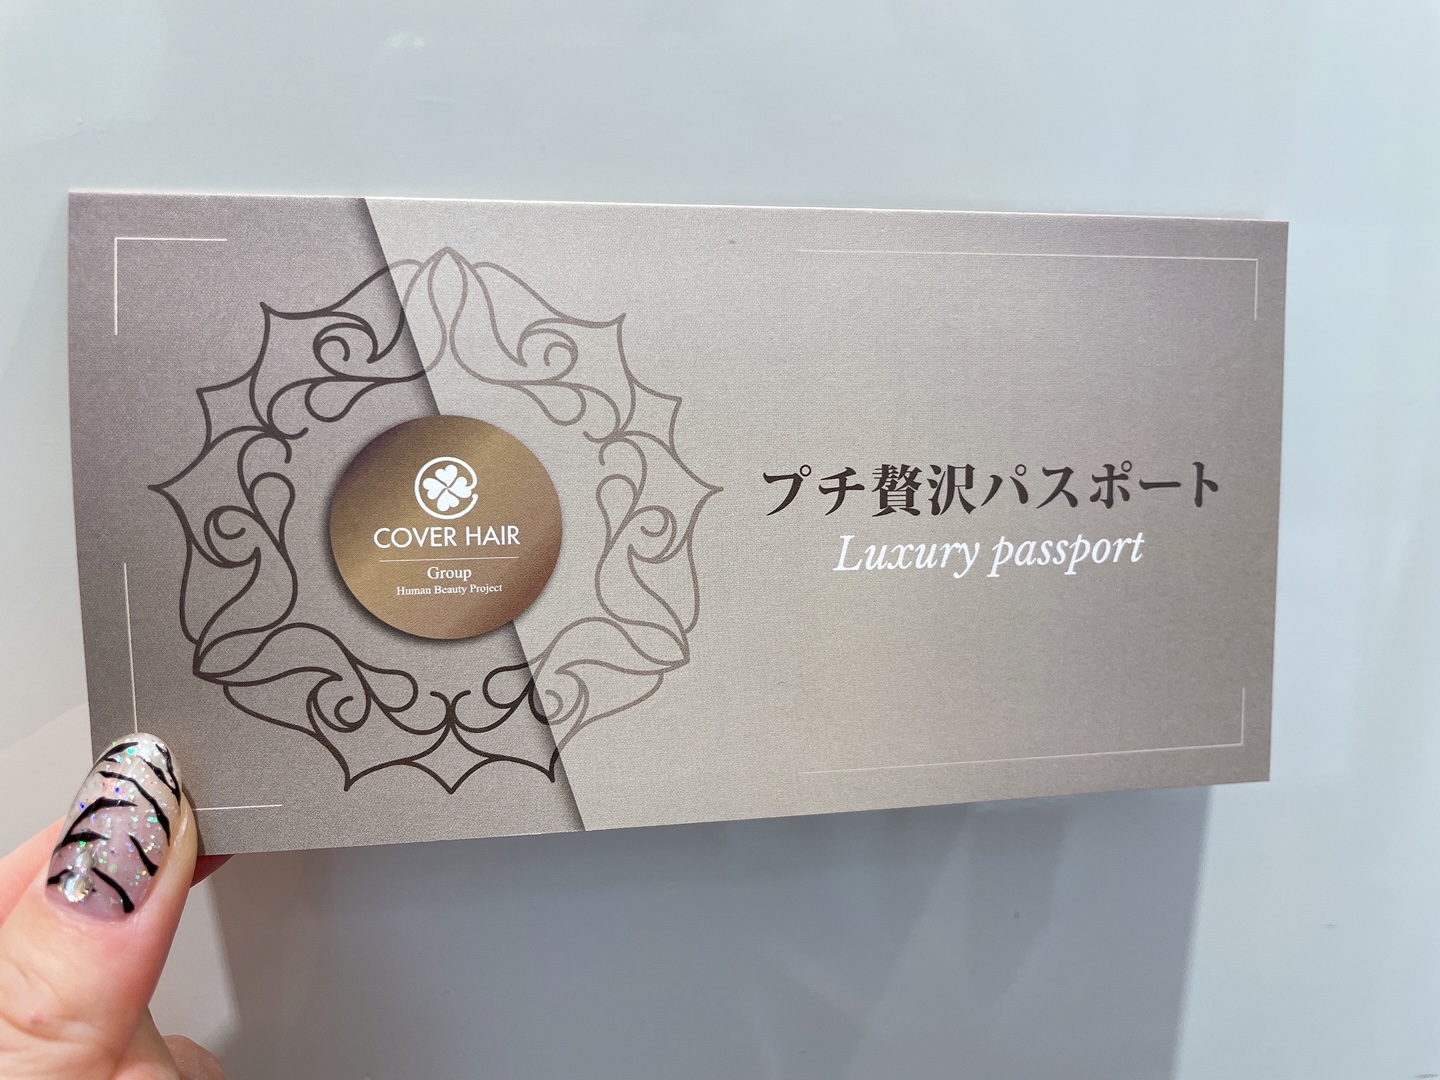 COVER HAIR
Group
Human Beauty Project
プチ贅沢パスポート
Luxury passport